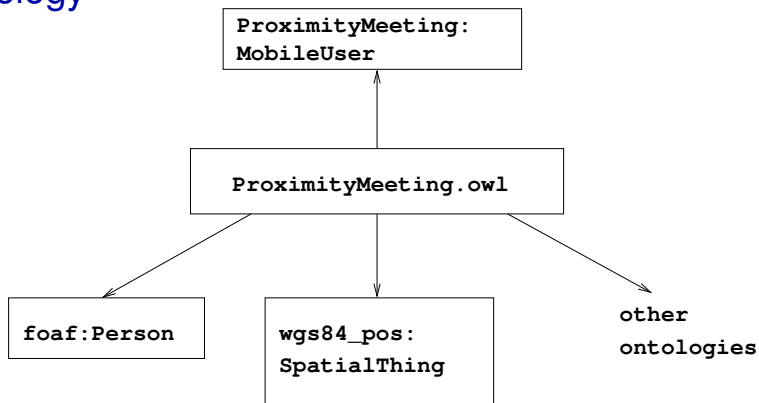 ology
ProximityMeeting:
MobileUser
ProximityMeeting.owl
foaf:Person
wgs84_pos:
SpatialThing
other
ontologies